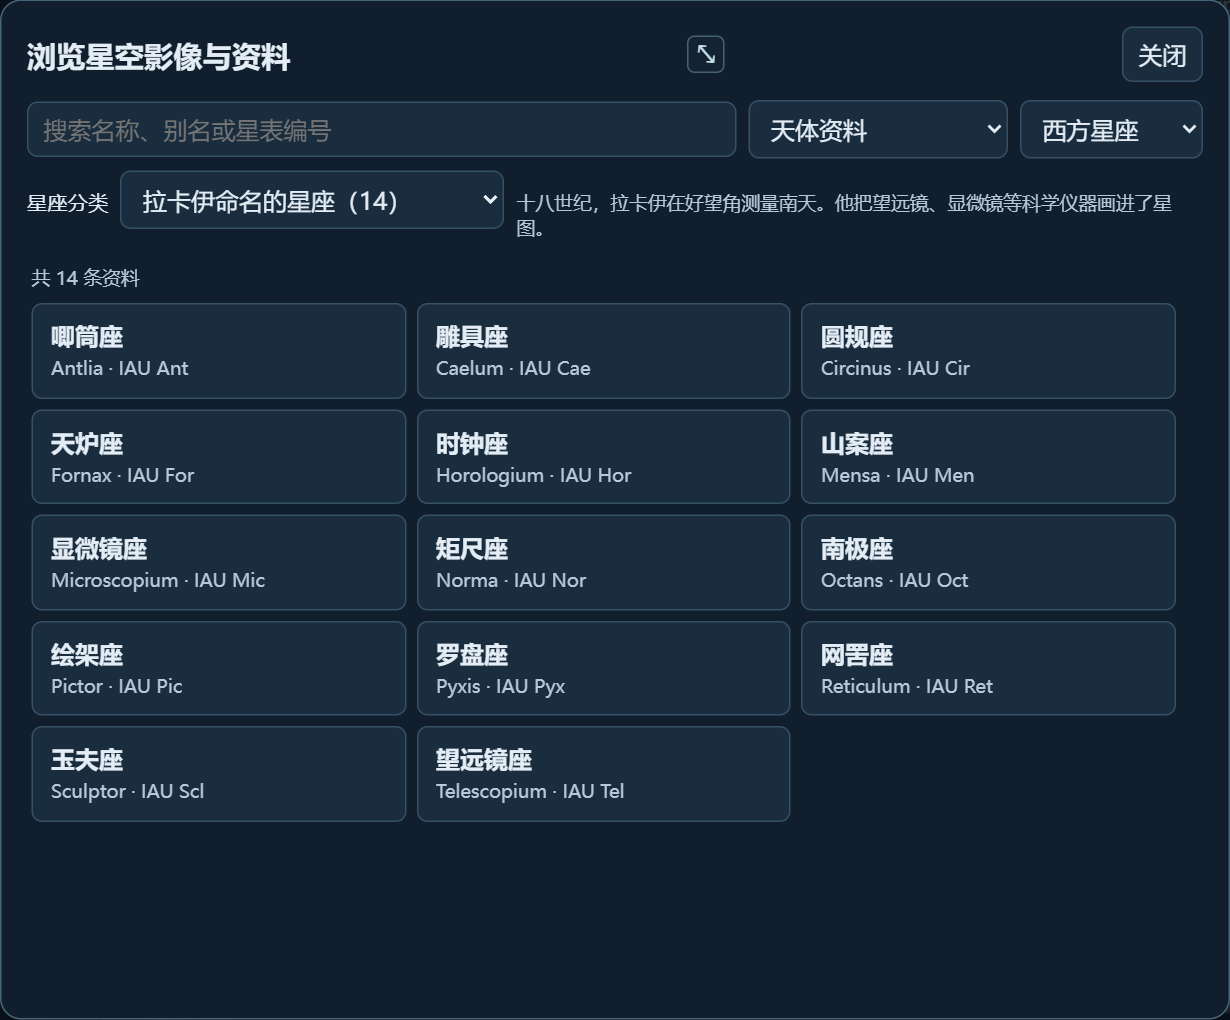 浏览星空影像与资料
关闭
搜索名称、别名或星表编号
天体资料
西方星座
星座分类
拉卡伊命名的星座（14）
十八世纪，拉卡伊在好望角测量南天。他把望远镜、显微镜等科学仪器画进了星
图。
共 14 条资料
唧筒座
Antlia · IAU Ant
雕具座
Caelum · IAU Cae
圆规座
Circinus · IAU Cir
天炉座
Fornax · IAU For
时钟座
Horologium · IAU Hor
山案座
Mensa · IAU Men
显微镜座
Microscopium · IAU Mic
矩尺座
Norma · IAU Nor
南极座
Octans · IAU Oct
绘架座
Pictor · IAU Pic
罗盘座
Pyxis · IAU Pyx
网罟座
Reticulum · IAU Ret
玉夫座
Sculptor · IAU Scl
望远镜座
Telescopium · IAU Tel